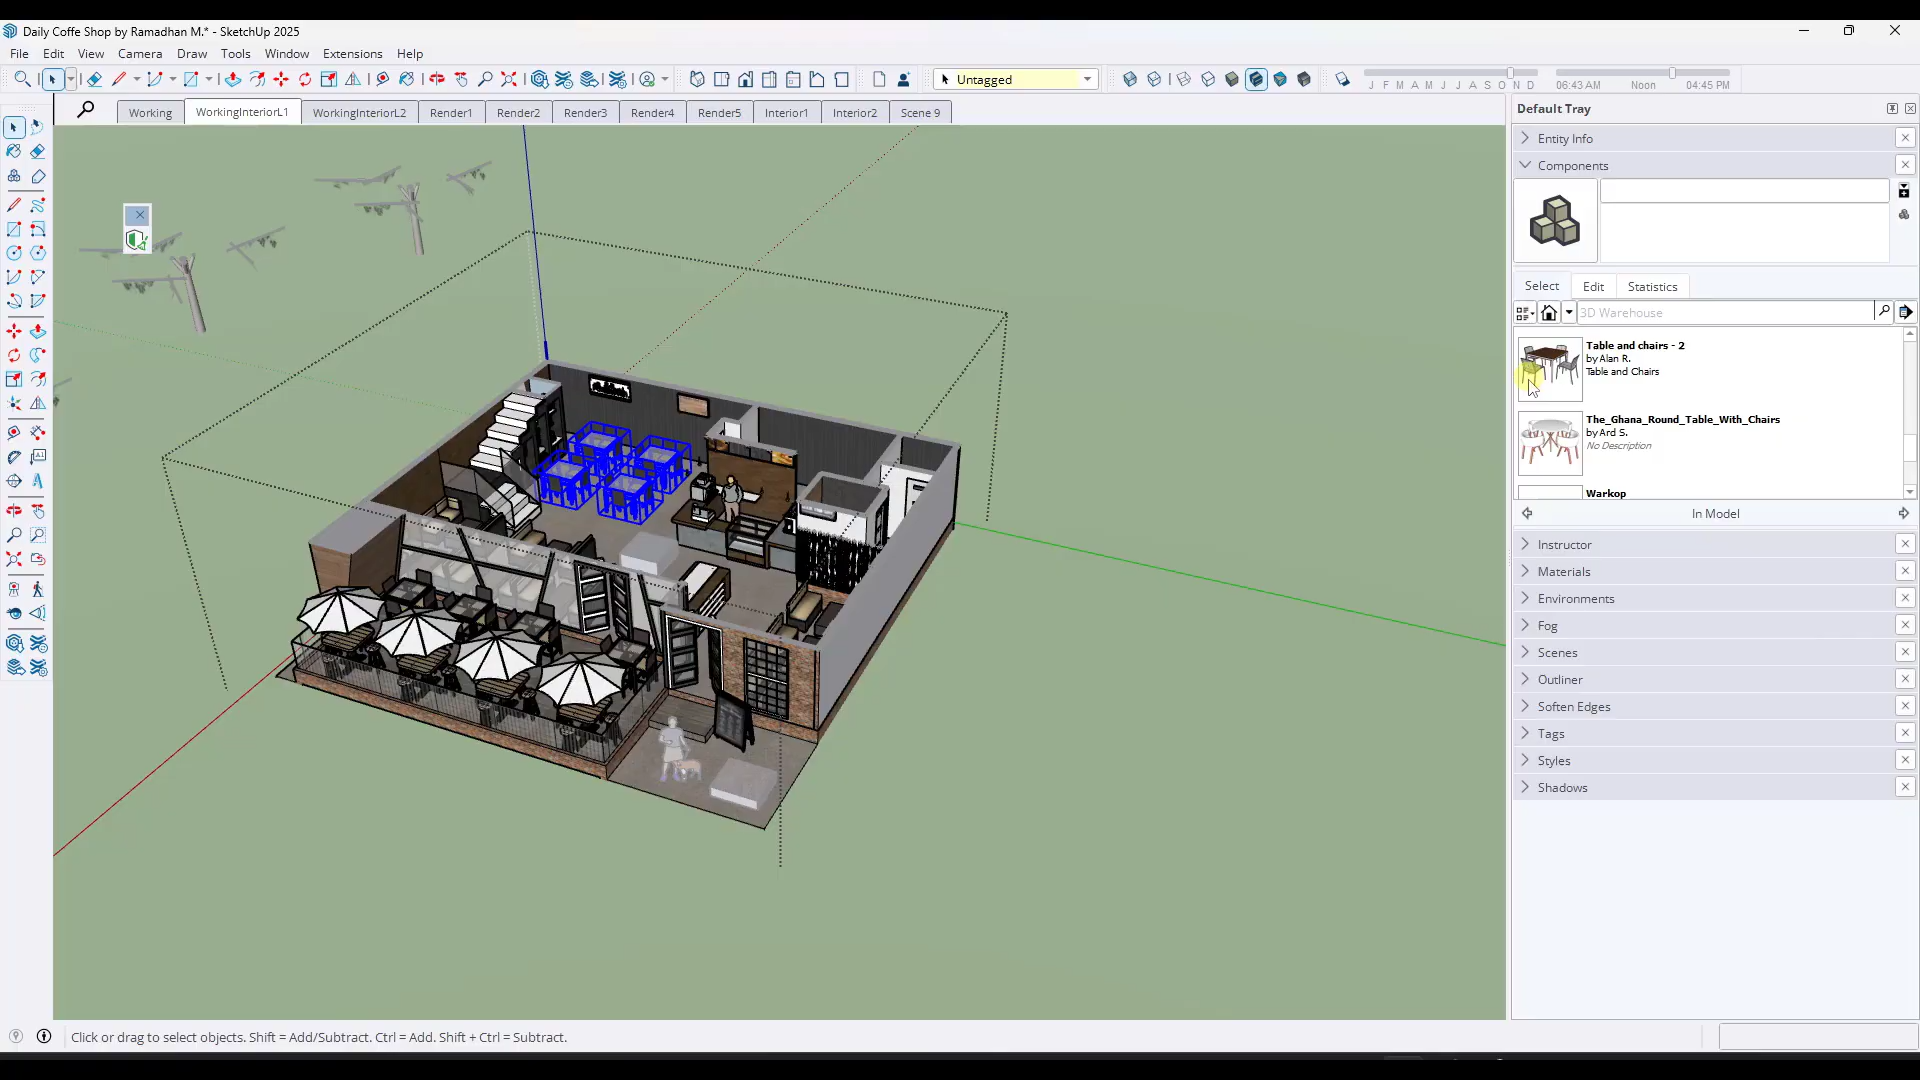 Daily Coffe Shop by Ramadhan M.* - SketchUp 2025
File Edit View Camera Draw Tools Window Extensions Help
Untagged
J F M A M J J A S O N D
06:43 AM Noon 04:45 PM
Working WorkingInteriorL1 WorkingInteriorL2 Render1 Render2 Render3 Render4 Render5 Interior1 Interior2 Scene 9
Default Tray
Entity Info
Components
Select Edit Statistics
3D Warehouse
Table and chairs - 2
by Alan R.
Table and Chairs
The_Ghana_Round_Table_With_Chairs
by Ard S.
No Description
Warkop
In Model
Instructor
Materials
Environments
Fog
Scenes
Outliner
Soften Edges
Tags
Styles
Shadows
Click or drag to select objects. Shift = Add/Subtract. Ctrl = Add. Shift + Ctrl = Subtract.